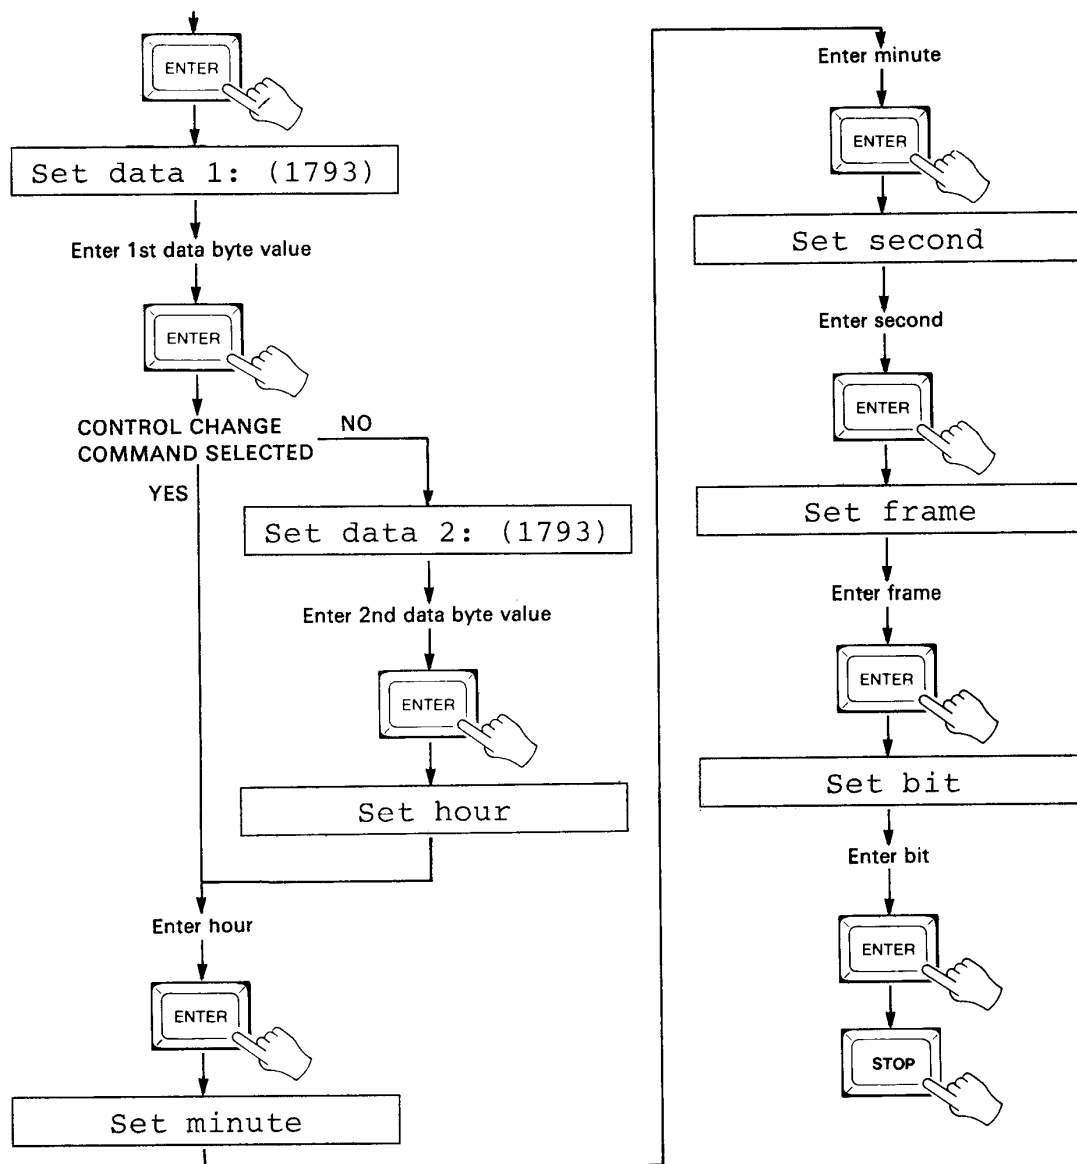 ENTER
Set data 1: (1793)
Enter 1st data byte value
ENTER
CONTROL CHANGE
COMMAND SELECTED
NO
YES
Set data 2: (1793)
Enter 2nd data byte value
ENTER
Set hour
Enter hour
ENTER
Set minute
Enter minute
ENTER
Set second
Enter second
ENTER
Set frame
Enter frame
ENTER
Set bit
Enter bit
ENTER
STOP